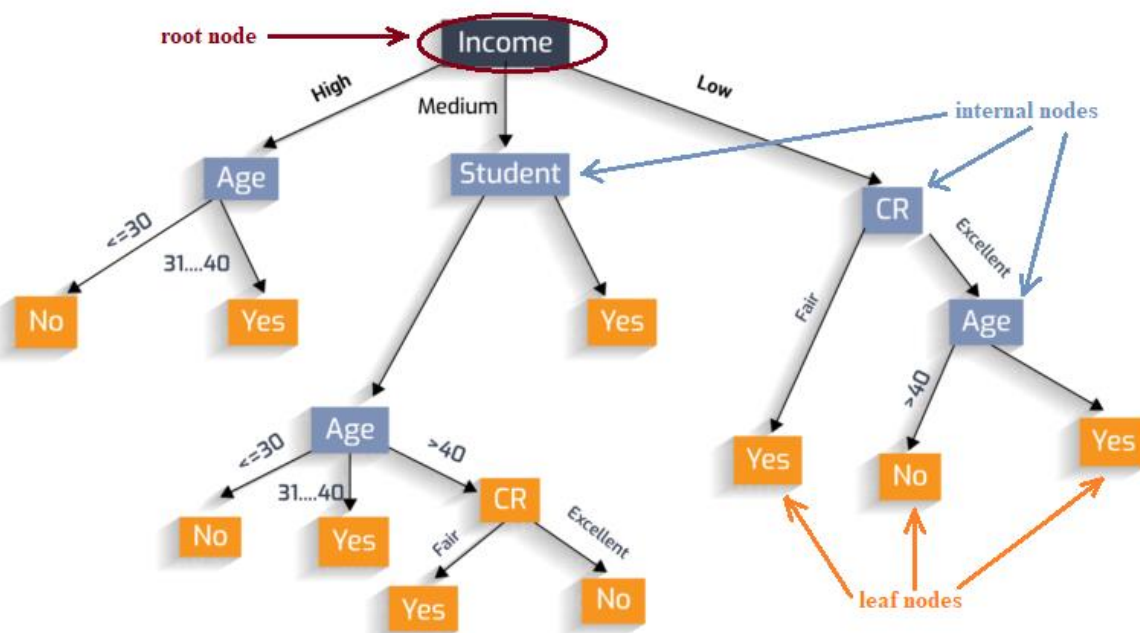 root node
Income
High
Medium
Low
internal nodes
Age
Student
CR
<=30
31....40
Excellent
No
Yes
Yes
Fair
Age
>40
Age
<=30
31....40
>40
Yes
No
Yes
CR
No
Yes
Fair
Excellent
Yes
No
leaf nodes